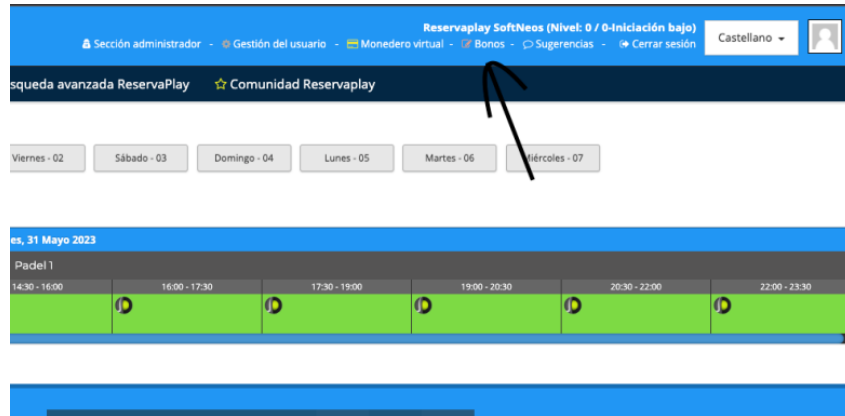 Reservaplay SoftNeos (Nivel: 0 / 0-Iniciación bajo)
Sección administrador - Gestión del usuario - Monedero virtual - Bonos - Sugerencias - Cerrar sesión
Castellano
squeda avanzada ReservaPlay Comunidad Reservaplay
Viernes - 02 Sábado - 03 Domingo - 04 Lunes - 05 Martes - 06 Miércoles - 07
es, 31 Mayo 2023
Padel 1
14:30 - 16:00 16:00 - 17:30 17:30 - 19:00 19:00 - 20:30 20:30 - 22:00 22:00 - 23:30